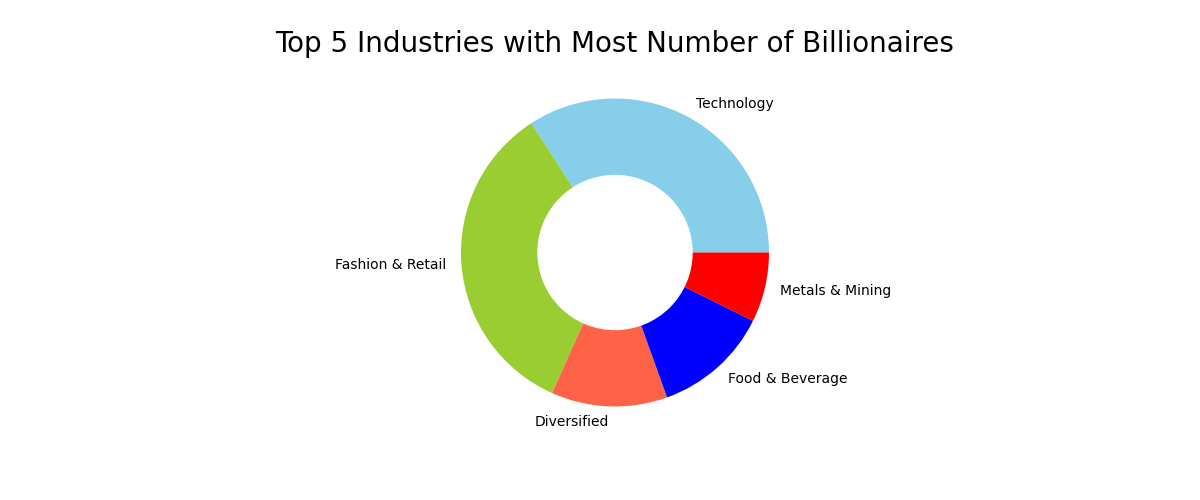 Top 5 Industries with Most Number of Billionaires
Technology
Fashion & Retail
Metals & Mining
Food & Beverage
Diversified